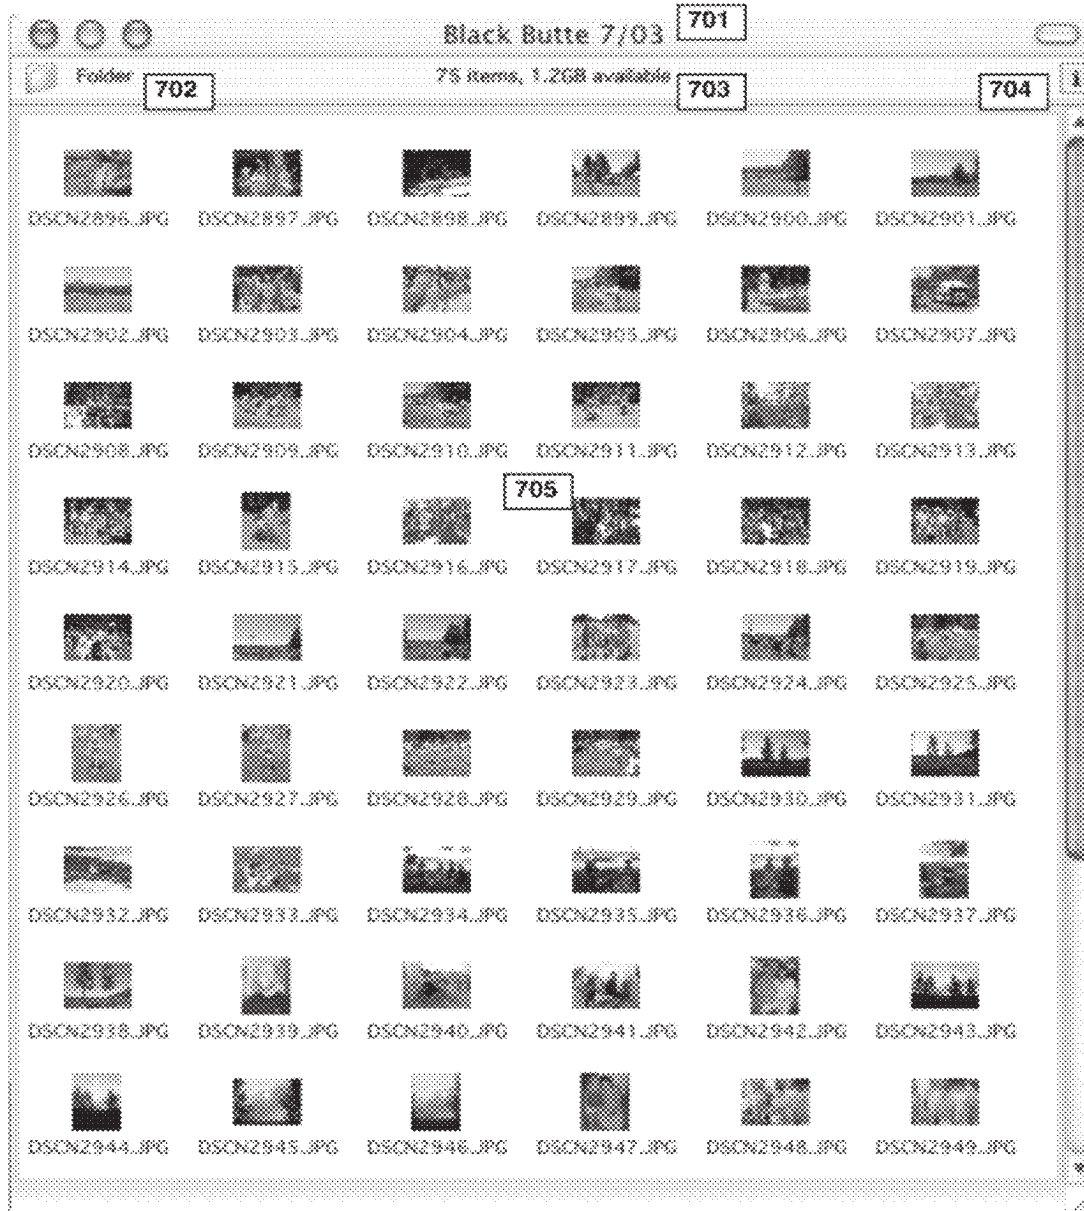 Black Butte 7/03 701
Folder 702 75 items, 1.2GB available 703 704 i
DSCN2896.JPG DSCN2897.JPG DSCN2898.JPG DSCN2899.JPG DSCN2900.JPG DSCN2901.JPG
DSCN2902.JPG DSCN2903.JPG DSCN2904.JPG DSCN2905.JPG DSCN2906.JPG DSCN2907.JPG
DSCN2908.JPG DSCN2909.JPG DSCN2910.JPG DSCN2911.JPG DSCN2912.JPG DSCN2913.JPG
705
DSCN2914.JPG DSCN2915.JPG DSCN2916.JPG DSCN2917.JPG DSCN2918.JPG DSCN2919.JPG
DSCN2920.JPG DSCN2921.JPG DSCN2922.JPG DSCN2923.JPG DSCN2924.JPG DSCN2925.JPG
DSCN2926.JPG DSCN2927.JPG DSCN2928.JPG DSCN2929.JPG DSCN2930.JPG DSCN2931.JPG
DSCN2932.JPG DSCN2933.JPG DSCN2934.JPG DSCN2935.JPG DSCN2936.JPG DSCN2937.JPG
DSCN2938.JPG DSCN2939.JPG DSCN2940.JPG DSCN2941.JPG DSCN2942.JPG DSCN2943.JPG
DSCN2944.JPG DSCN2945.JPG DSCN2946.JPG DSCN2947.JPG DSCN2948.JPG DSCN2949.JPG